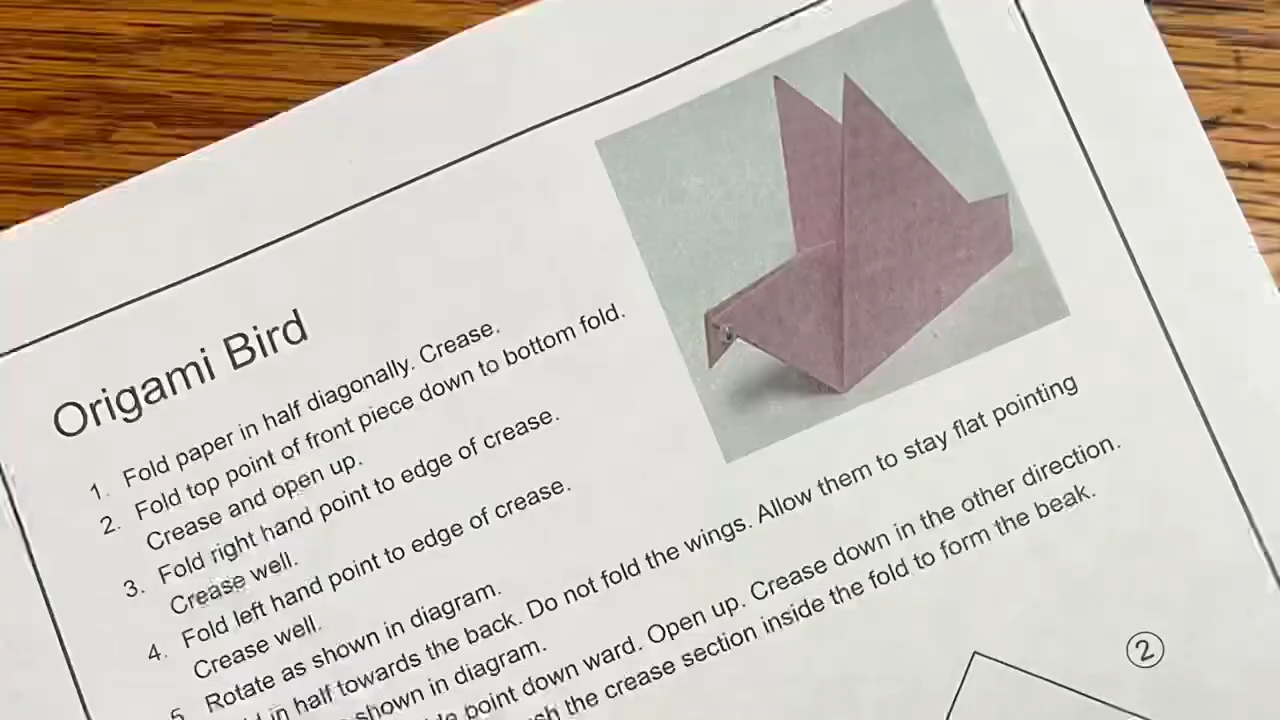 Origami Bird
1. Fold paper in half diagonally. Crease.
2. Fold top point of front piece down to bottom fold.
Crease and open up.
3. Fold right hand point to edge of crease.
Crease well.
4. Fold left hand point to edge of crease.
Crease well.
5. Rotate as shown in diagram.
in half towards the back. Do not fold the wings. Allow them to stay flat pointing
shown in diagram.
point down ward. Open up. Crease down in the other direction.
the crease section inside the fold to form the beak.
2